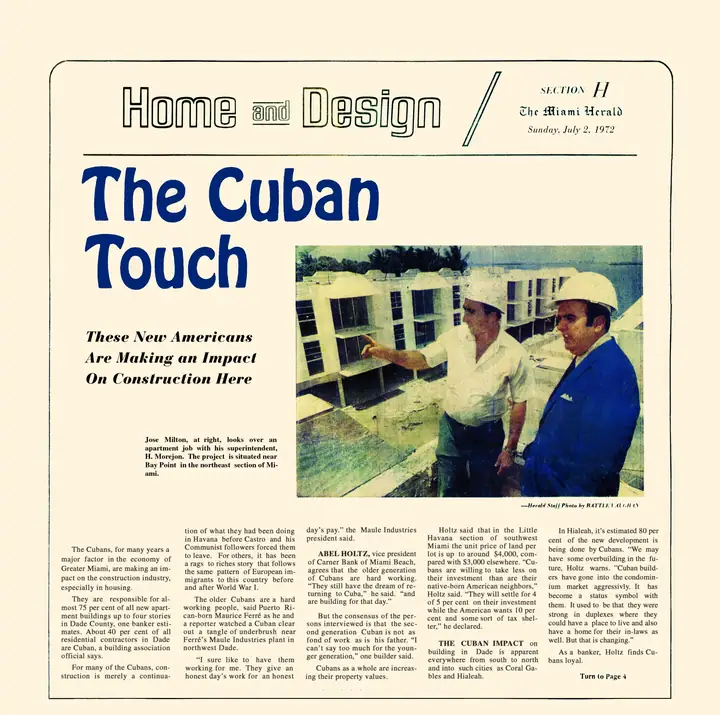 Home and Design
SECTION H
The Miami Herald
Sunday, July 2, 1972
The Cuban
Touch
These New Americans
Are Making an Impact
On Construction Here
Jose Milton, at right, looks over an
apartment job with his superintendent,
H. Morejon. The project is situated near
Bay Point in the northeast section of Mi-
ami.
—Herald Staff Photo by BATTLE VAUGHAN
The Cubans, for many years a
major factor in the economy of
Greater Miami, are making an im-
pact on the construction industry,
especially in housing.
They are responsible for al-
most 75 per cent of all new apart-
ment buildings up to four stories
in Dade County, one banker esti-
mates. About 40 per cent of all
residential contractors in Dade
are Cuban, a building association
official says.
For many of the Cubans, con-
struction is merely a continua-
tion of what they had been doing
in Havana before Castro and his
Communist followers forced them
to leave. For others, it has been
a rags to riches story that follows
the same pattern of European im-
migrants to this country before
and after World War I.
The older Cubans are a hard
working people, said Puerto Ri-
can-born Maurice Ferré as he and
a reporter watched a Cuban clear
out a tangle of underbrush near
Ferré's Maule Industries plant in
northwest Dade.
"I sure like to have them
working for me. They give an
honest day's work for an honest
day's pay," the Maule Industries
president said.
ABEL HOLTZ, vice president
of Carner Bank of Miami Beach,
agrees that the older generation
of Cubans are hard working.
"They still have the dream of re-
turning to Cuba," he said. "and
are building for that day."
But the consensus of the per-
sons interviewed is that the sec-
ond generation Cuban is not as
fond of work as is his father. "I
can't say too much for the youn-
ger generation," one builder said.
Cubans as a whole are increas-
ing their property values.
Holtz said that in the Little
Havana section of southwest
Miami the unit price of land per
lot is up to around $4,000, com-
pared with $3,000 elsewhere. "Cu-
bans are willing to take less on
their investment than are their
native-born American neighbors,"
Holtz said. "They will settle for 4
of 5 per cent on their investment
while the American wants 10 per
cent and some sort of tax shel-
ter," he declared.
THE CUBAN IMPACT on
building in Dade is apparent
everywhere from south to north
and into such cities as Coral Ga-
bles and Hialeah.
In Hialeah, it's estimated 80 per
cent of the new development is
being done by Cubans. "We may
have some overbuilding in the fu-
ture, Holtz warns. "Cuban build-
ers have gone into the condomin-
ium market aggressivly. It has
become a status symbol with
them. It used to be that they were
strong in duplexes where they
could have a place to live and also
have a home for their in-laws as
well. But that is changing."
As a banker, Holtz finds Cu-
bans loyal.
Turn to Page 4